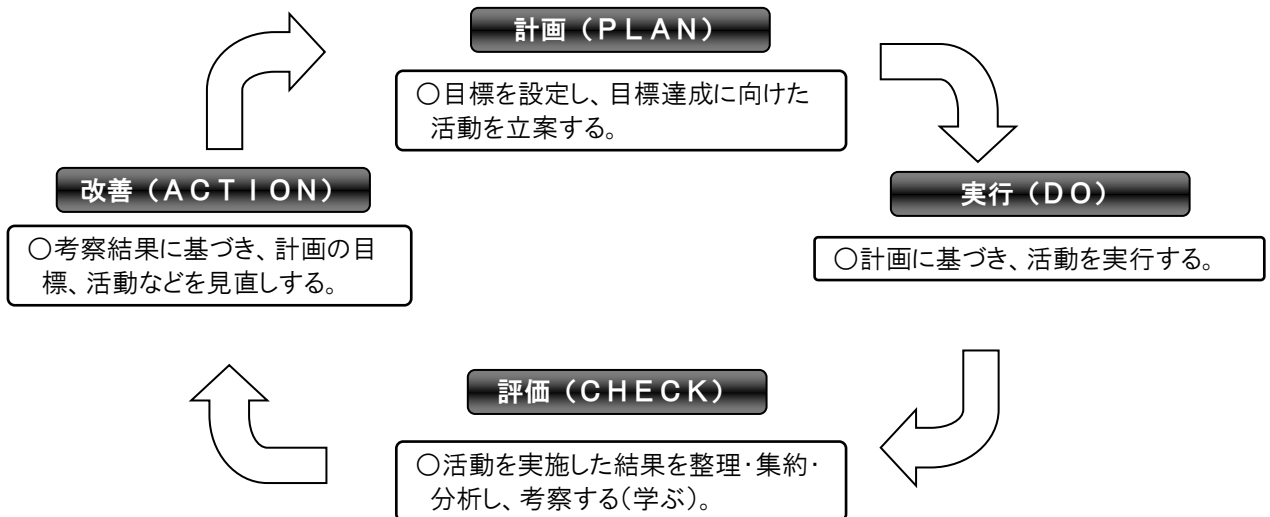 計画（ＰＬＡＮ）
○目標を設定し、目標達成に向けた
活動を立案する。
改善（ＡＣＴＩＯＮ）
○考察結果に基づき、計画の目
標、活動などを見直しする。
実行（ＤＯ）
○計画に基づき、活動を実行する。
評価（ＣＨＥＣＫ）
○活動を実施した結果を整理・集約・
分析し、考察する（学ぶ）。